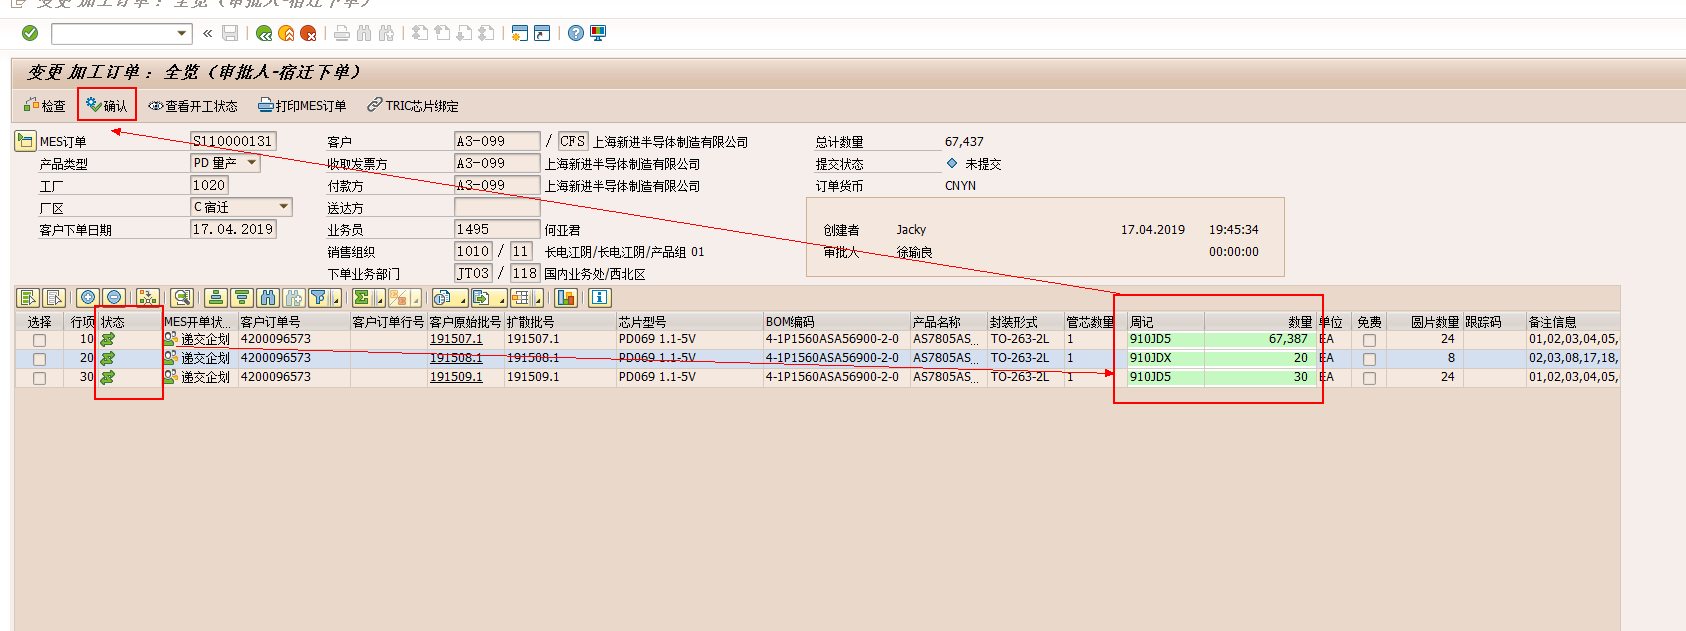 变更 加工订单： 全览（审批人-宿迁下单）
变更 加工订单： 全览（审批人-宿迁下单）
检查 确认 查看开工状态 打印MES订单 TRIC芯片绑定
MES订单 S110000131 客户 A3-099 / CFS 上海新进半导体制造有限公司 总计数量 67,437
产品类型 PD 量产 收取发票方 A3-099 上海新进半导体制造有限公司 提交状态 未提交
工厂 1020 付款方 A3-099 上海新进半导体制造有限公司 订单货币 CNYN
厂区 C 宿迁 送达方
客户下单日期 17.04.2019 业务员 1495 何亚君 创建者 Jacky 17.04.2019 19:45:34
销售组织 1010 / 11 长电江阴/长电江阴/产品组 01 审批人 徐瑜良 00:00:00
下单业务部门 JT03 / 118 国内业务处/西北区
选择 行项 状态 MES开单状... 客户订单号 客户订单行号 客户原始批号 扩散批号 芯片型号 BOM编码 产品名称 封装形式 管芯数量 周记 数量 单位 免费 圆片数量 跟踪码 备注信息
10 递交企划 4200096573 191507.1 191507.1 PD069 1.1-5V 4-1P1560ASA56900-2-0 AS7805AS... TO-263-2L 1 910JD5 67,387 EA 24 01,02,03,04,05,
20 递交企划 4200096573 191508.1 191508.1 PD069 1.1-5V 4-1P1560ASA56900-2-0 AS7805AS... TO-263-2L 1 910JDX 20 EA 8 02,03,08,17,18,
30 递交企划 4200096573 191509.1 191509.1 PD069 1.1-5V 4-1P1560ASA56900-2-0 AS7805AS... TO-263-2L 1 910JD5 30 EA 24 01,02,03,04,05,